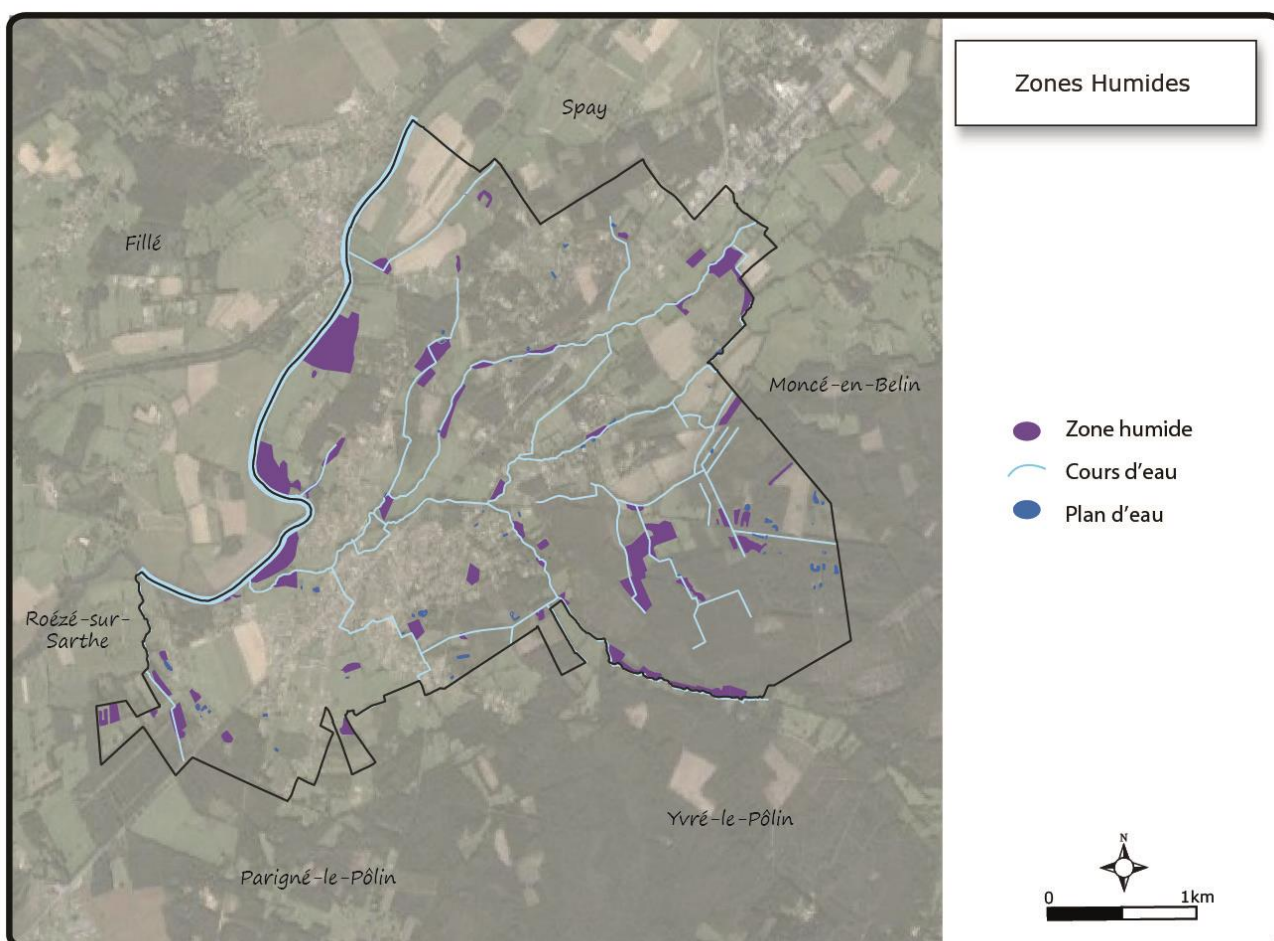 Zones Humides
Spay
Fillé
Moncé-en-Belin
Zone humide
Cours d'eau
Plan d'eau
Roézé-sur-
Sarthe
Yvré-le-Pôlin
Parigné-le-Pôlin
N
0 1km